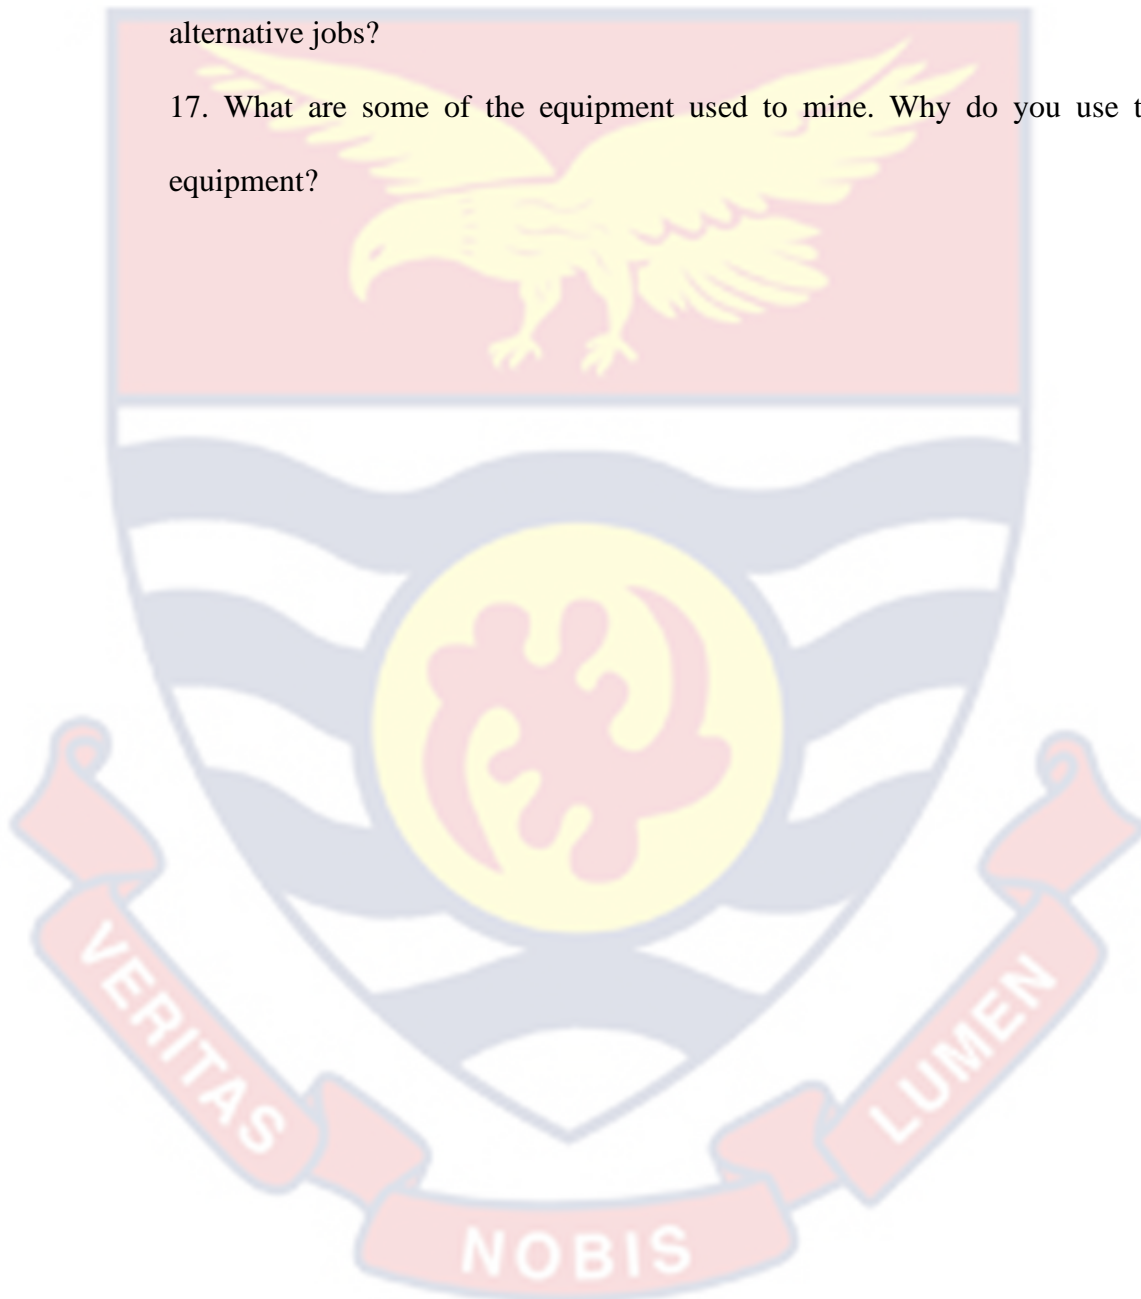 alternative jobs?
17. What are some of the equipment used to mine. Why do you use
equipment?
VERITAS
NOBIS
LUMEN